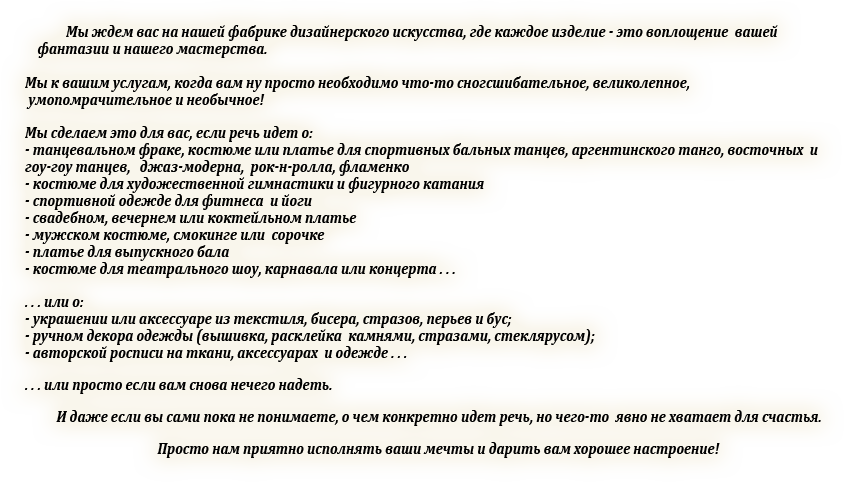 Мы ждем вас на нашей фабрике дизайнерского искусства, где каждое изделие - это воплощение вашей
фантазии и нашего мастерства.
Мы к вашим услугам, когда вам ну просто необходимо что-то сногсшибательное, великолепное,
умопомрачительное и необычное!
Мы сделаем это для вас, если речь идет о:
- танцевальном фраке, костюме или платье для спортивных бальных танцев, аргентинского танго, восточных и
гоу-гоу танцев, джаз-модерна, рок-н-ролла, фламенко
- костюме для художественной гимнастики и фигурного катания
- спортивной одежде для фитнеса и йоги
- свадебном, вечернем или коктейльном платье
- мужском костюме, смокинге или сорочке
- платье для выпускного бала
- костюме для театрального шоу, карнавала или концерта . . .
. . . или о:
- украшении или аксессуаре из текстиля, бисера, стразов, перьев и бус;
- ручном декора одежды (вышивка, расклейка камнями, стразами, стеклярусом);
- авторской росписи на ткани, аксессуарах и одежде . . .
. . . или просто если вам снова нечего надеть.
И даже если вы сами пока не понимаете, о чем конкретно идет речь, но чего-то явно не хватает для счастья.
Просто нам приятно исполнять ваши мечты и дарить вам хорошее настроение!